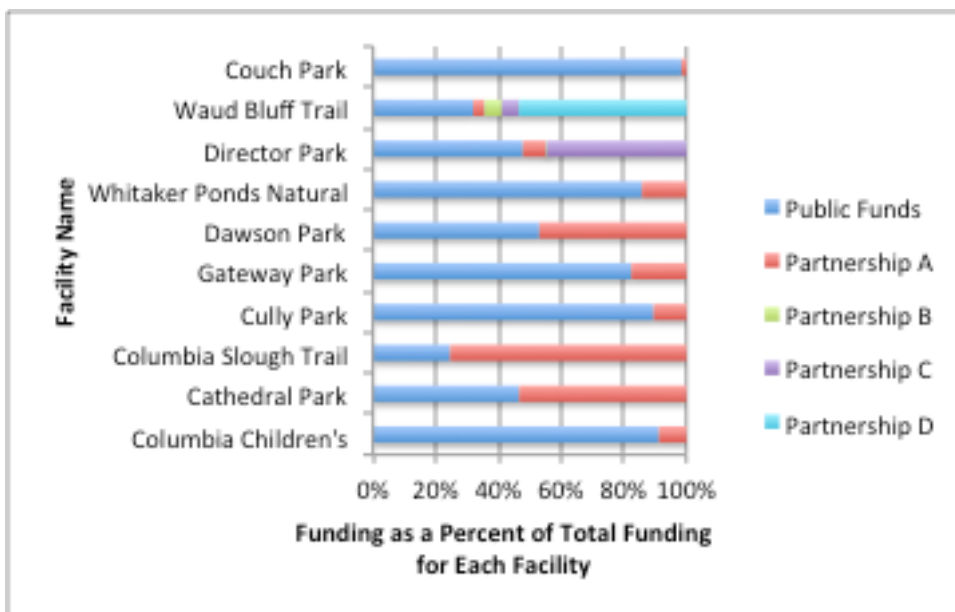 Couch Park
Waud Bluff Trail
Director Park
Whitaker Ponds Natural
Dawson Park
Gateway Park
Cully Park
Columbia Slough Trail
Cathedral Park
Columbia Children's
Facility Name
0% 20% 40% 60% 80% 100%
Funding as a Percent of Total Funding
for Each Facility
Public Funds
Partnership A
Partnership B
Partnership C
Partnership D